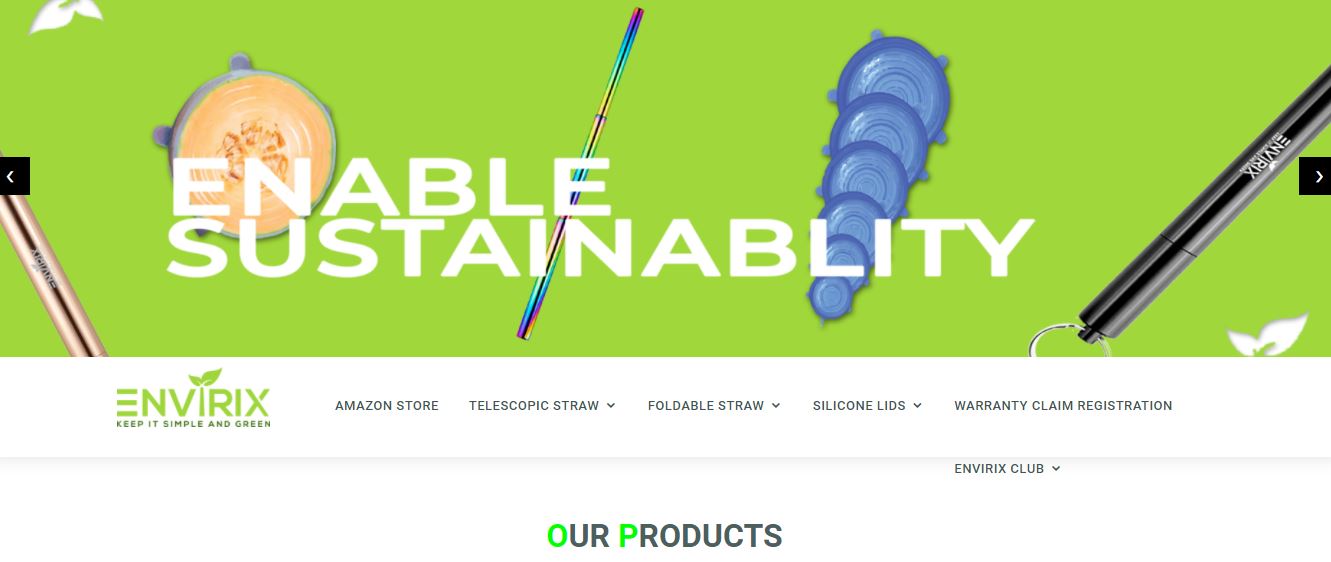 ENABLE
SUSTAINABLITY
ENVIRIX
ENVIRIX
ENVIRIX
KEEP IT SIMPLE AND GREEN
AMAZON STORE
TELESCOPIC STRAW
FOLDABLE STRAW
SILICONE LIDS
WARRANTY CLAIM REGISTRATION
ENVIRIX CLUB
OUR PRODUCTS